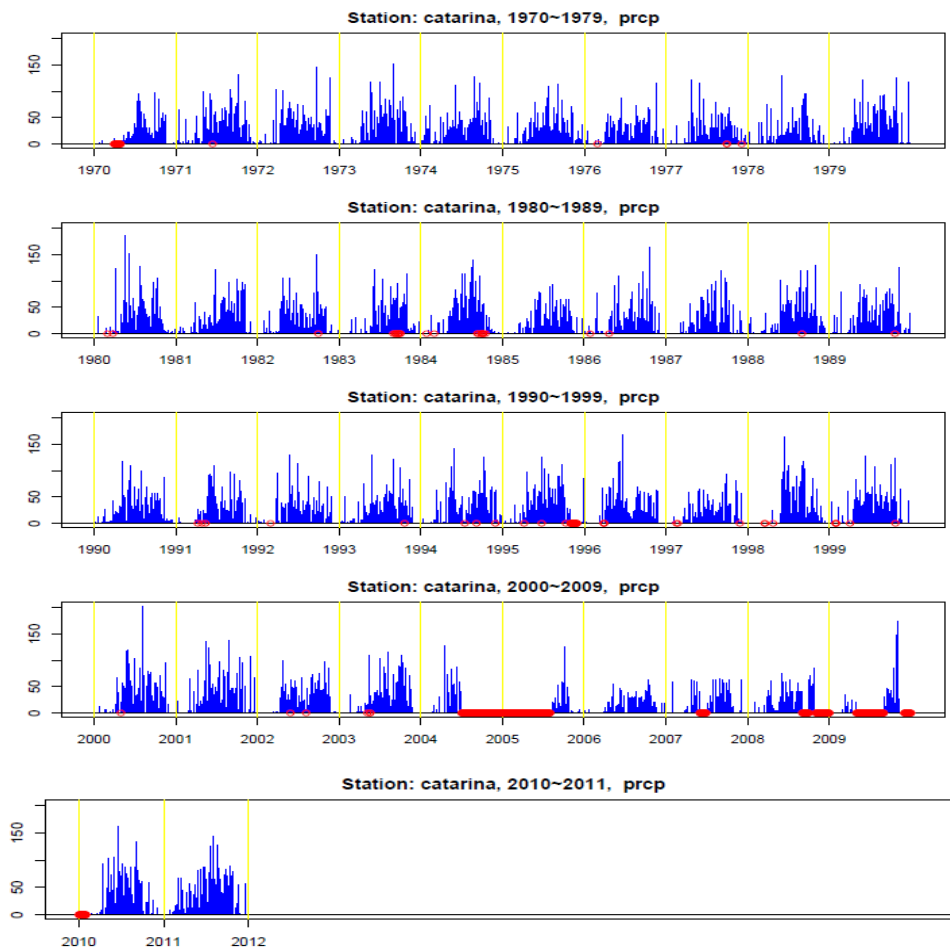 Station: catarina, 1970~1979, prcp
150
50
0
1970 1971 1972 1973 1974 1975 1976 1977 1978 1979
Station: catarina, 1980~1989, prcp
150
50
0
1980 1981 1982 1983 1984 1985 1986 1987 1988 1989
Station: catarina, 1990~1999, prcp
150
50
0
1990 1991 1992 1993 1994 1995 1996 1997 1998 1999
Station: catarina, 2000~2009, prcp
150
50
0
2000 2001 2002 2003 2004 2005 2006 2007 2008 2009
Station: catarina, 2010~2011, prcp
150
50
0
2010 2011 2012